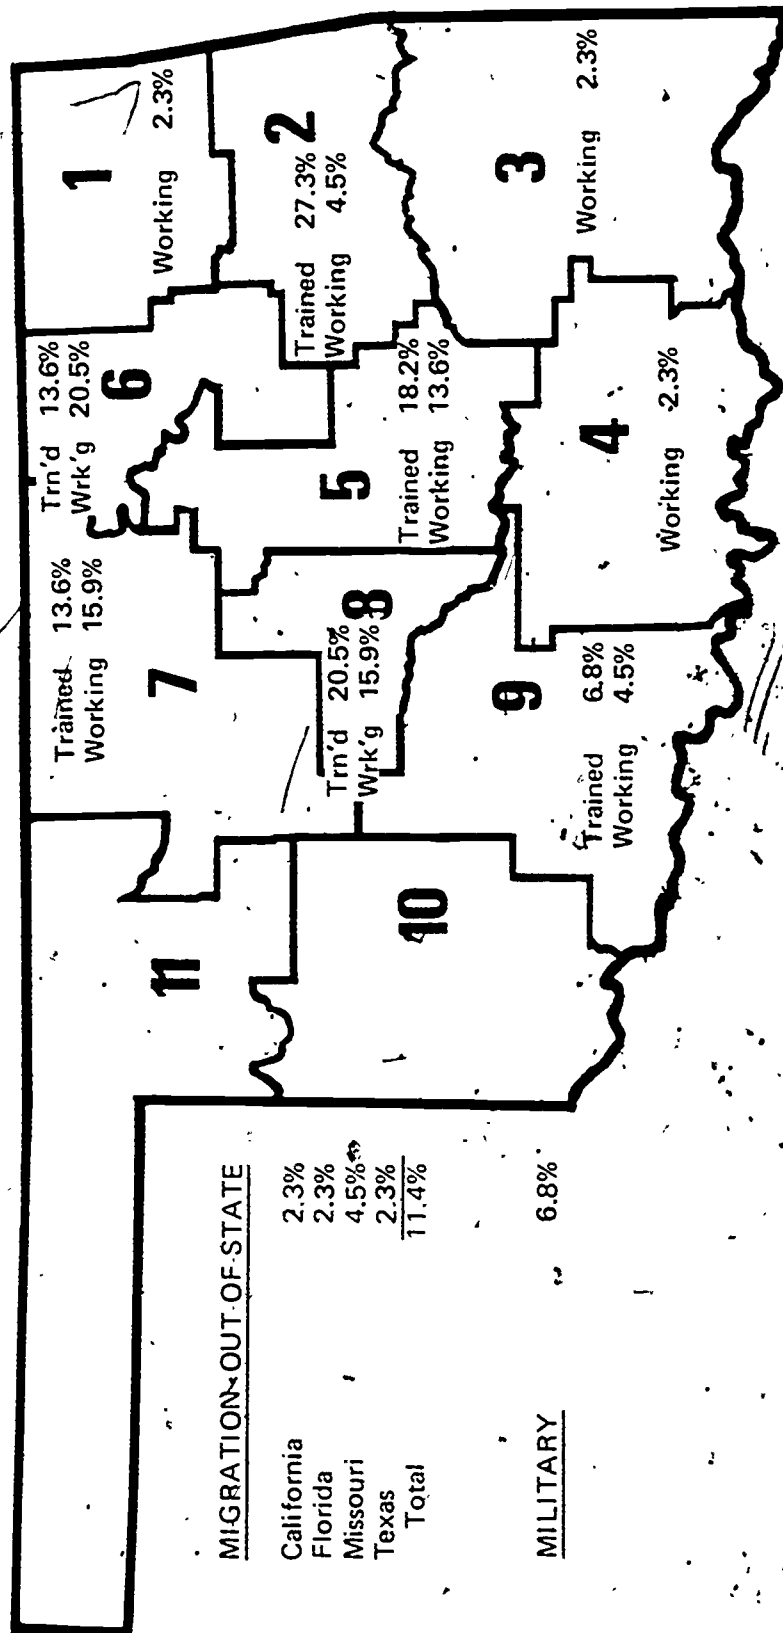 1
Working 2.3%
2
Trained 27.3%
Working 4.5%
3
Working 2.3%
4
Working 2.3%
5
Trained 18.2%
Working 13.6%
6
Trn'd 13.6%
Wrk'g 20.5%
7
Trained 13.6%
Working 15.9%
8
Trn'd 20.5%
Wrk'g 15.9%
9
Trained 6.8%
Working 4.5%
10
11
MIGRATION OUT-OF-STATE
California 2.3%
Florida 2.3%
Missouri 4.5%
Texas 2.3%
Total 11.4%
MILITARY 6.8%